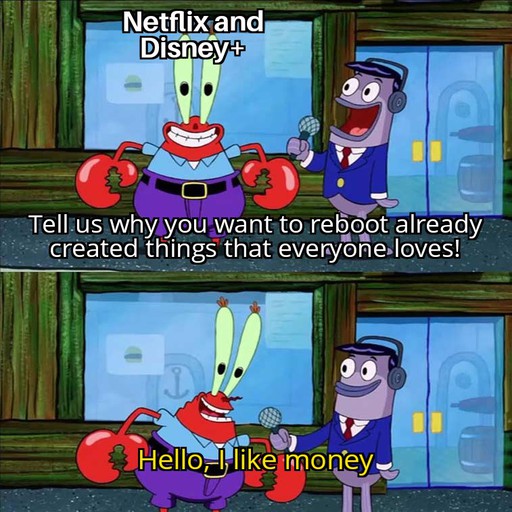 Netflix and
Disney+
Tell us why you want to reboot already
created things that everyone loves!
Hello, I like money